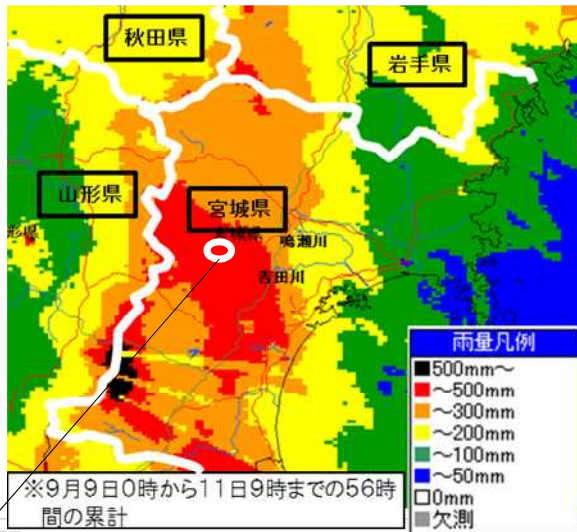 秋田県
岩手県
山形県
宮城県
形県
鳴瀬川
吉田川
雨量凡例
500mm～
～500mm
～300mm
～200mm
～100mm
～50mm
0mm
欠測
※9月9日0時から11日9時までの56時
間の累計